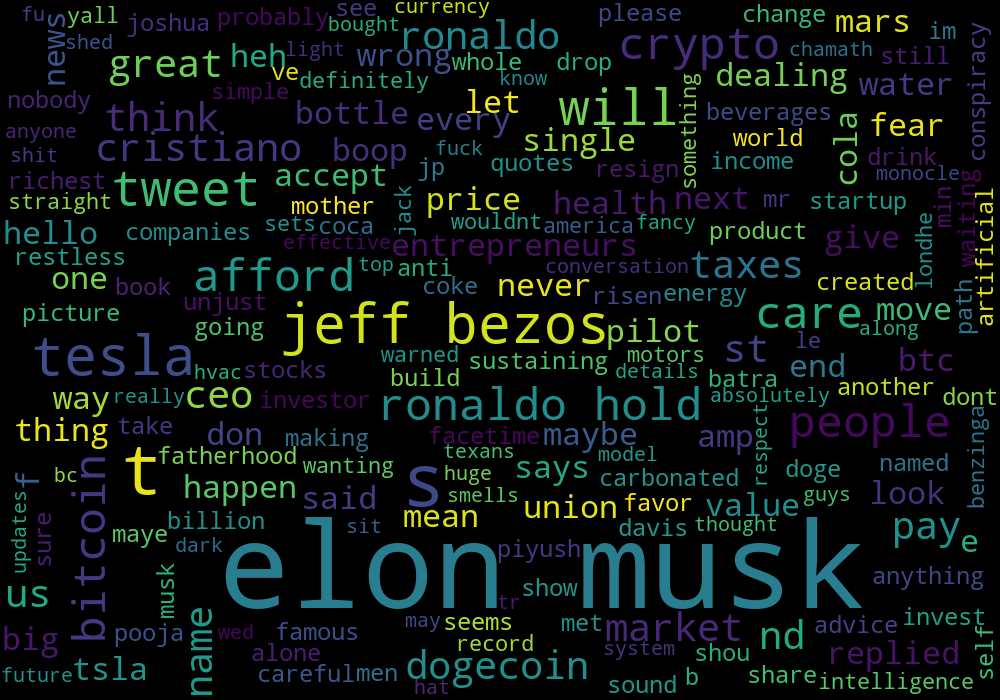 fu
yall
joshua
probably
see
currency
bought
ronaldo
please
change
mars
im
news
shed
great
heh
light
ve
wrong
whole
drop
crypto
chamath
still
conspiracy
nobody
simple
definitely
know
dealing
water
let
bottle
every
will
something
beverages
cola
fear
anyone
think
single
world
shit
cristiano
boop
fuck
jp
quotes
resign
income
drink
monocle
richest
straight
tweet
accept
mother
jack
price
health
next
mr
startup
min
waiting
artificial
hello
companies
sets
coca
wouldnt
america
fancy
product
give
londhe
effective
entrepreneurs
restless
one
book
afford
top
anti
conversation
taxes
coke
never
risen
energy
created
path
picture
unjust
going
jeff bezos
pilot
care
along
move
tesla
hvac
stocks
warned
sustaining
motors
details
st
le
end
btc
build
batra
absolutely
another
dont
way
really
ceo
investor
ronaldo hold
people
thing
take
don
making
facetime
maybe
amp
respect
texans
model
fatherhood
wanting
t
s
says
carbonated
doge
named
benzinga
f
bc
bitcoin
happen
said
huge
smells
guys
look
updates
sure
maye
billion
mean
union
favor
value
sit
davis
thought
pay
e
dark
elon musk
piyush
us
musk
show
anything
tr
name
big
pooja
wed
famous
may
seems
met
market
nd
advice
invest
self
record
system
shou
replied
alone
future
tsla
careful
men
hat
dogecoin
sound
b
share
intelligence